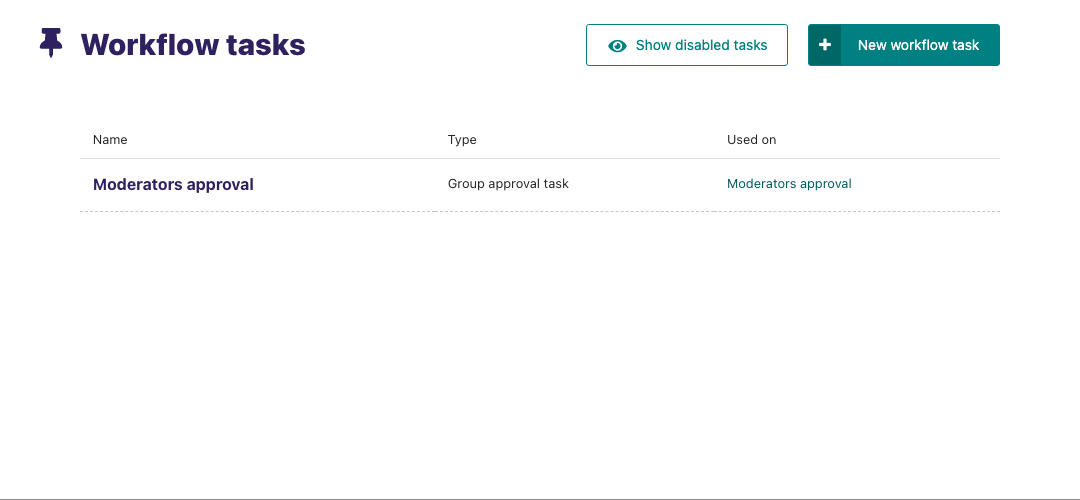 Workflow tasks
Show disabled tasks
New workflow task
Name Type Used on
Moderators approval Group approval task Moderators approval